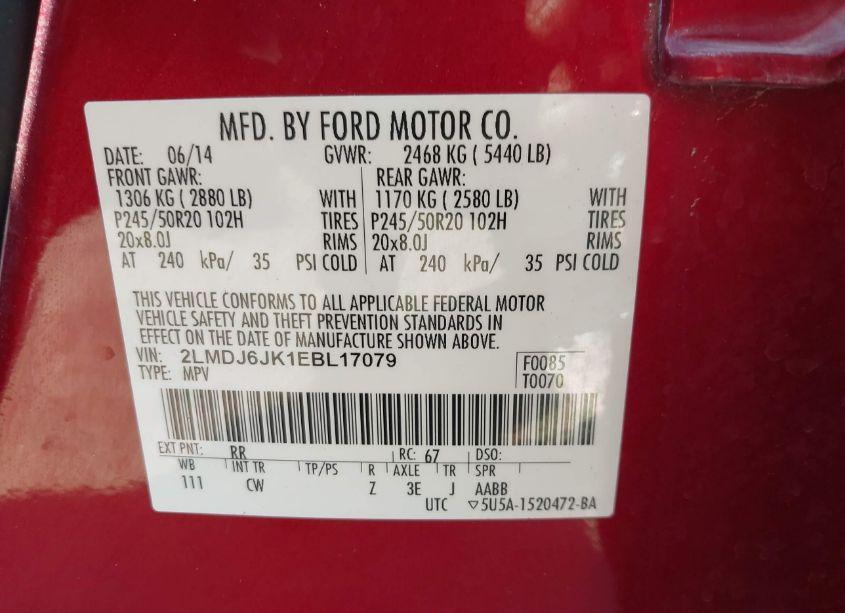 MFD. BY FORD MOTOR CO.
DATE: 06/14 GVWR: 2468 KG ( 5440 LB)
FRONT GAWR: REAR GAWR:
1306 KG ( 2880 LB) WITH 1170 KG ( 2580 LB) WITH
P245/50R20 102H TIRES P245/50R20 102H TIRES
20x8.0J RIMS 20x8.0J RIMS
AT 240 kPa/ 35 PSI COLD AT 240 kPa/ 35 PSI COLD
THIS VEHICLE CONFORMS TO ALL APPLICABLE FEDERAL MOTOR
VEHICLE SAFETY AND THEFT PREVENTION STANDARDS IN
EFFECT ON THE DATE OF MANUFACTURE SHOWN ABOVE.
VIN: 2LMDJ6JK1EBL17079 F0085
TYPE: MPV T0070
EXT PNT: RR RC: 67 DSO:
WB INT TR TP/PS R AXLE TR SPR
111 CW Z 3E J AABB
UTC ▽5U5A-1520472-BA